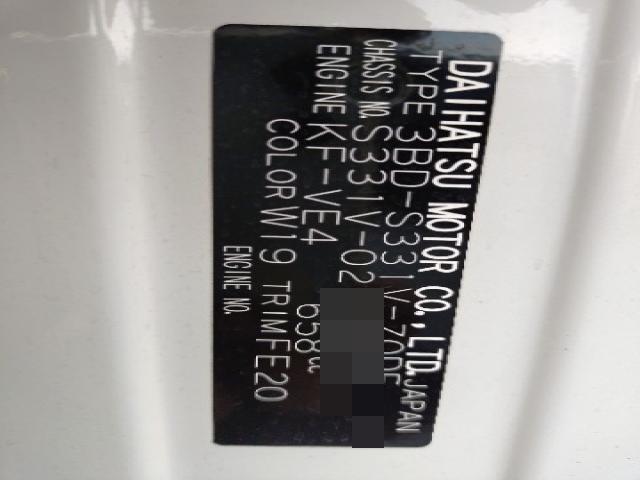 DAIHATSU MOTOR CO., LTD. JAPAN
TYPE 3BD-S331V-
CHASSIS NO. S331V-02
ENGINE KF-VE4 658
COLOR W19 TRIM FE20
ENGINE NO.